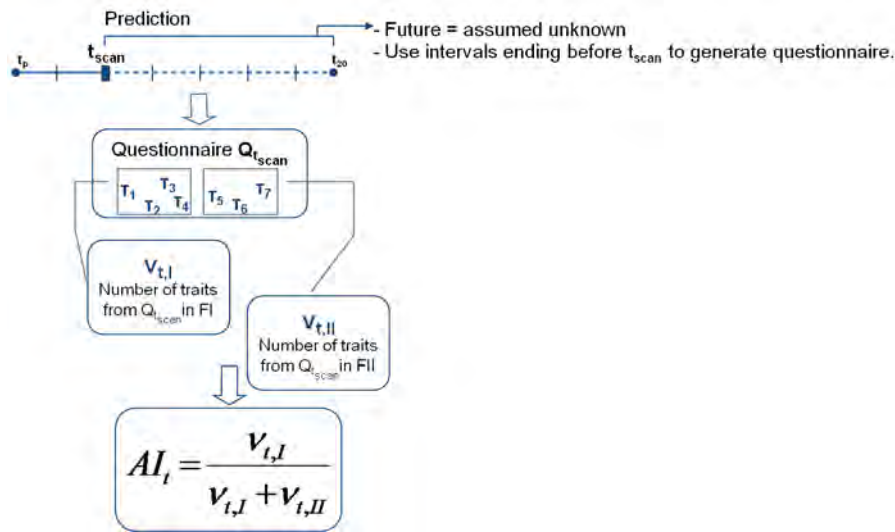 Prediction
- Future = assumed unknown
- Use intervals ending before tscan to generate questionnaire.
tp
tscan
t20
Questionnaire Qtscan
T1 T2 T3 T4 T5 T6 T7
Vt,I
Number of traits
from Qtscan in FI
Vt,II
Number of traits
from Qtscan in FII
AIt = νt,I / (νt,I + νt,II)